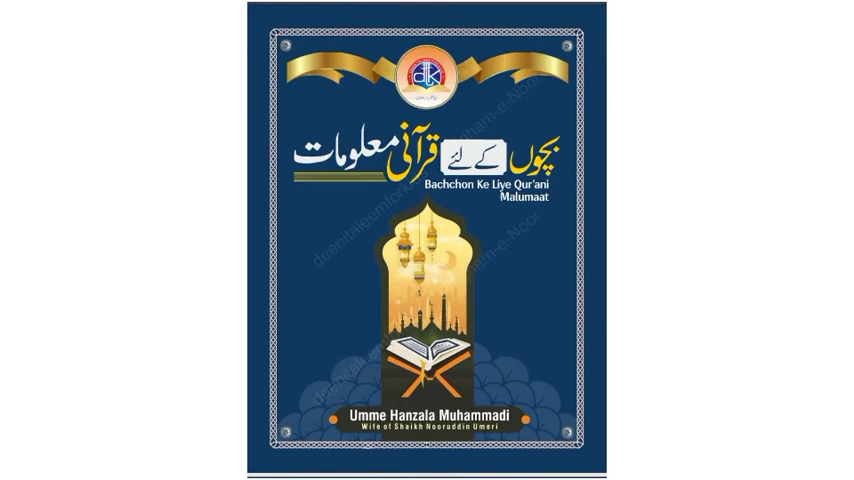 dtk
بچوں کے لئے قرآنی معلومات
Bachchon Ke Liye Qur'ani
Malumaat
Umme Hanzala Muhammadi
Wife of Shaikh Nooruddin Umeri